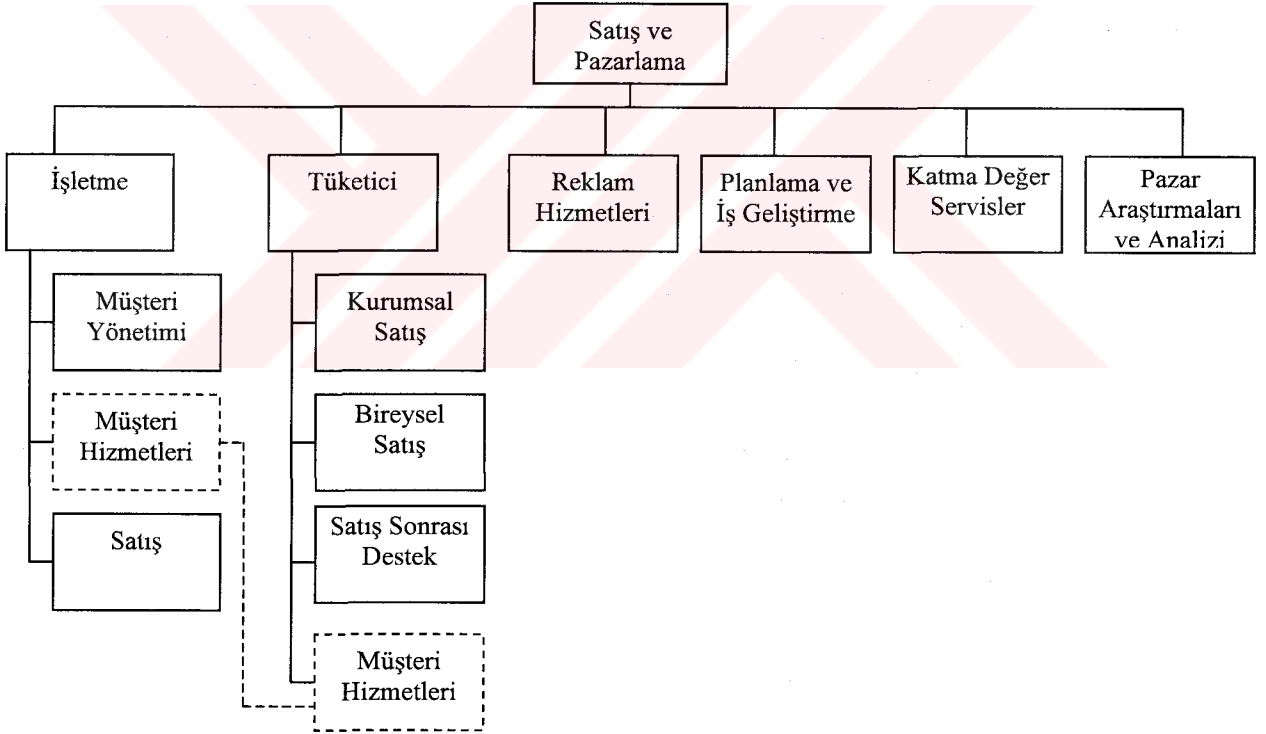 Satış ve
Pazarlama
İşletme
Tüketici
Reklam
Hizmetleri
Planlama ve
İş Geliştirme
Katma Değer
Servisler
Pazar
Araştırmaları
ve Analizi
Müşteri
Yönetimi
Müşteri
Hizmetleri
Satış
Kurumsal
Satış
Bireysel
Satış
Satış Sonrası
Destek
Müşteri
Hizmetleri